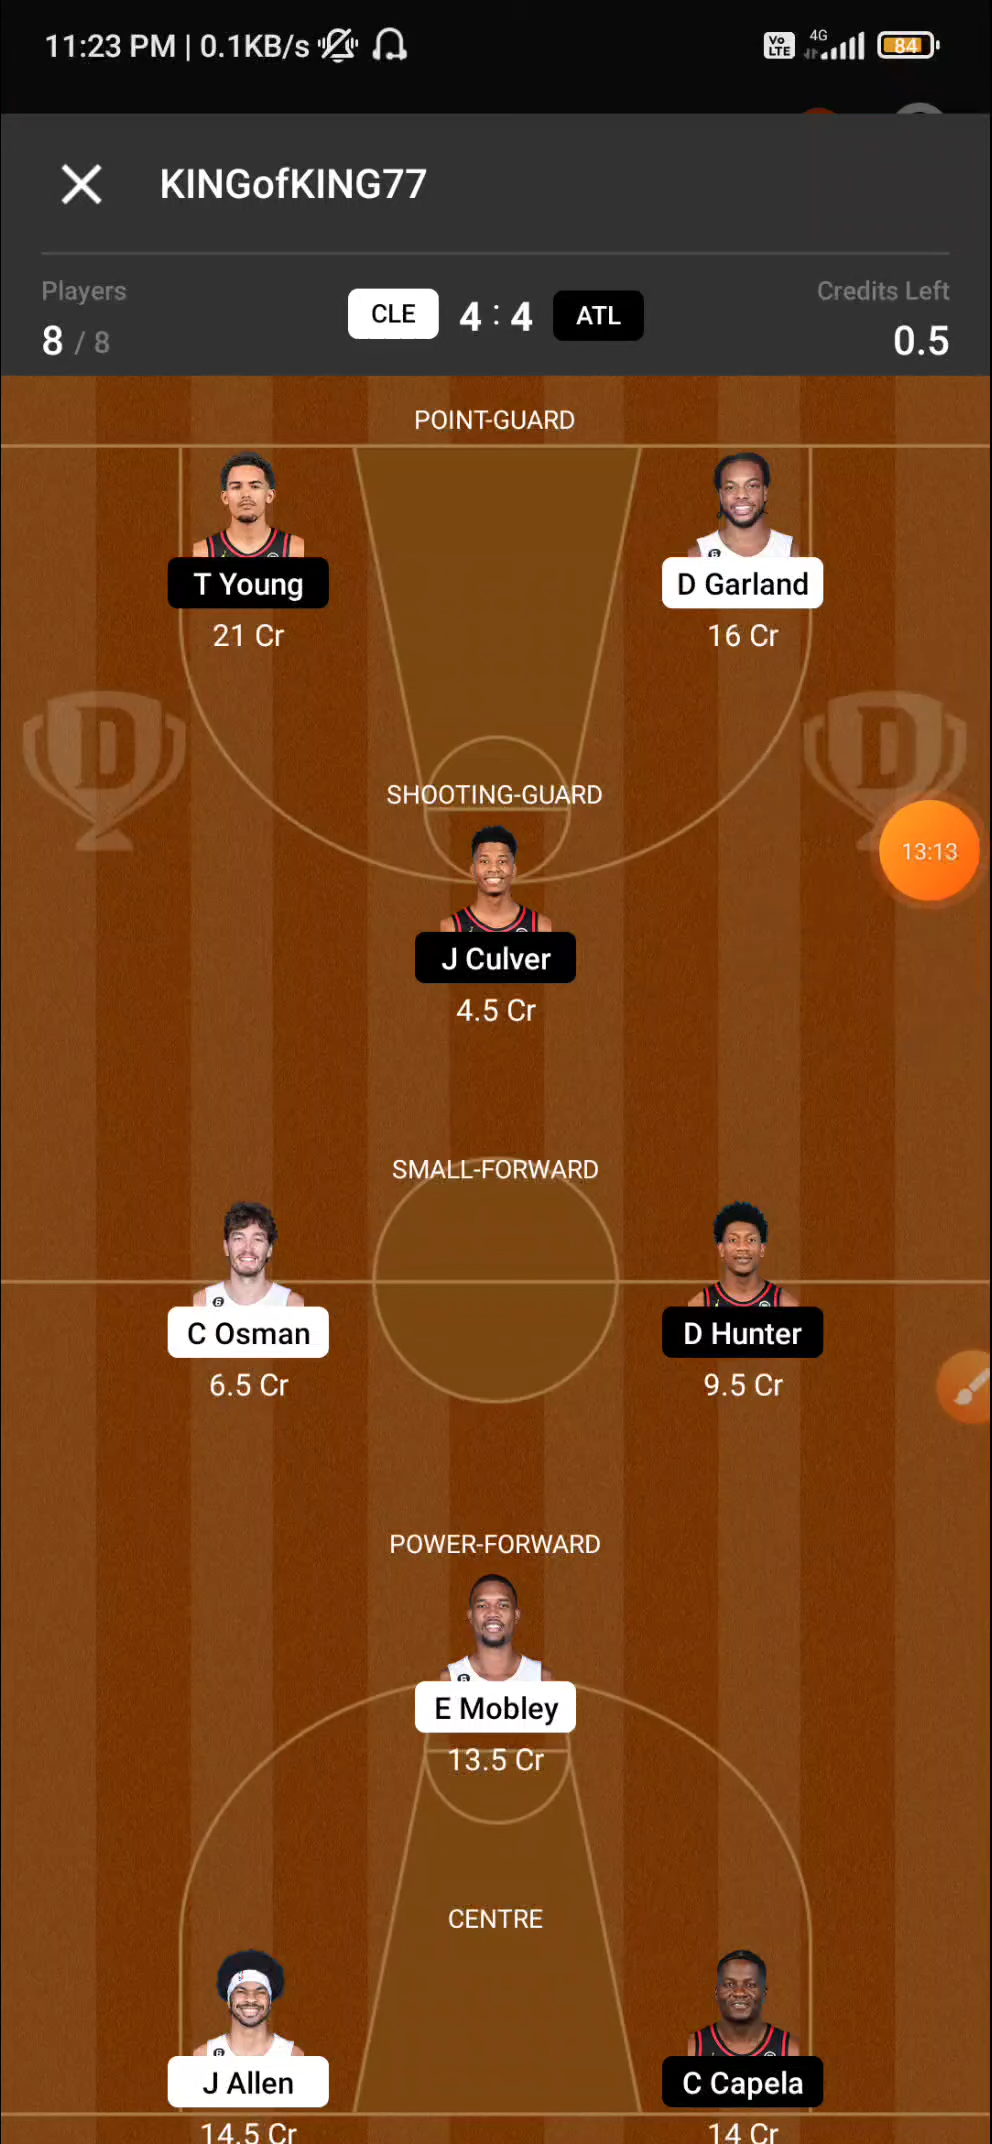 11:23 PM | 0.1KB/s
Vo LTE 4G 84
KINGofKING77
Players
Credits Left
8 / 8
CLE 4 : 4 ATL
0.5
POINT-GUARD
T Young
D Garland
21 Cr
16 Cr
D
D
SHOOTING-GUARD
13:13
J Culver
4.5 Cr
SMALL-FORWARD
C Osman
D Hunter
6.5 Cr
9.5 Cr
POWER-FORWARD
E Mobley
13.5 Cr
CENTRE
J Allen
C Capela
14.5 Cr
14 Cr